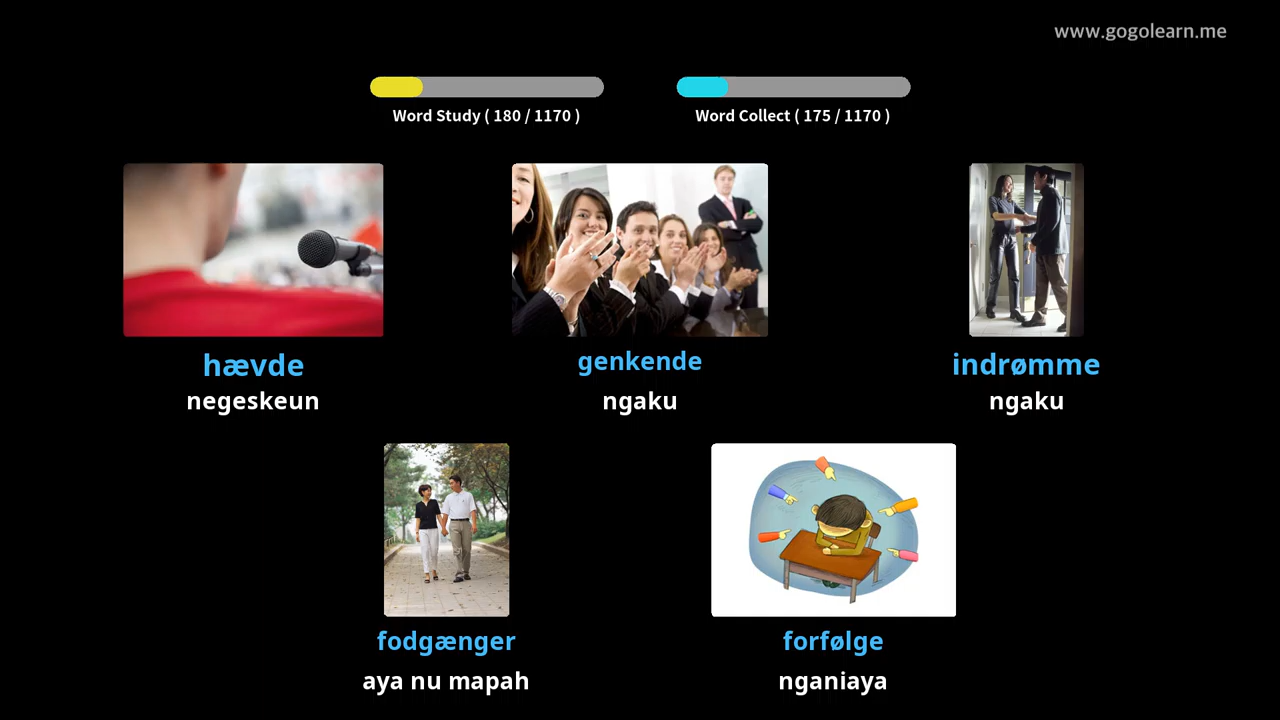 www.gogolearn.me
Word Study ( 180 / 1170 )
Word Collect ( 175 / 1170 )
hævde
genkende
indrømme
negeskeun
ngaku
ngaku
fodgænger
forfølge
aya nu mapah
nganiaya